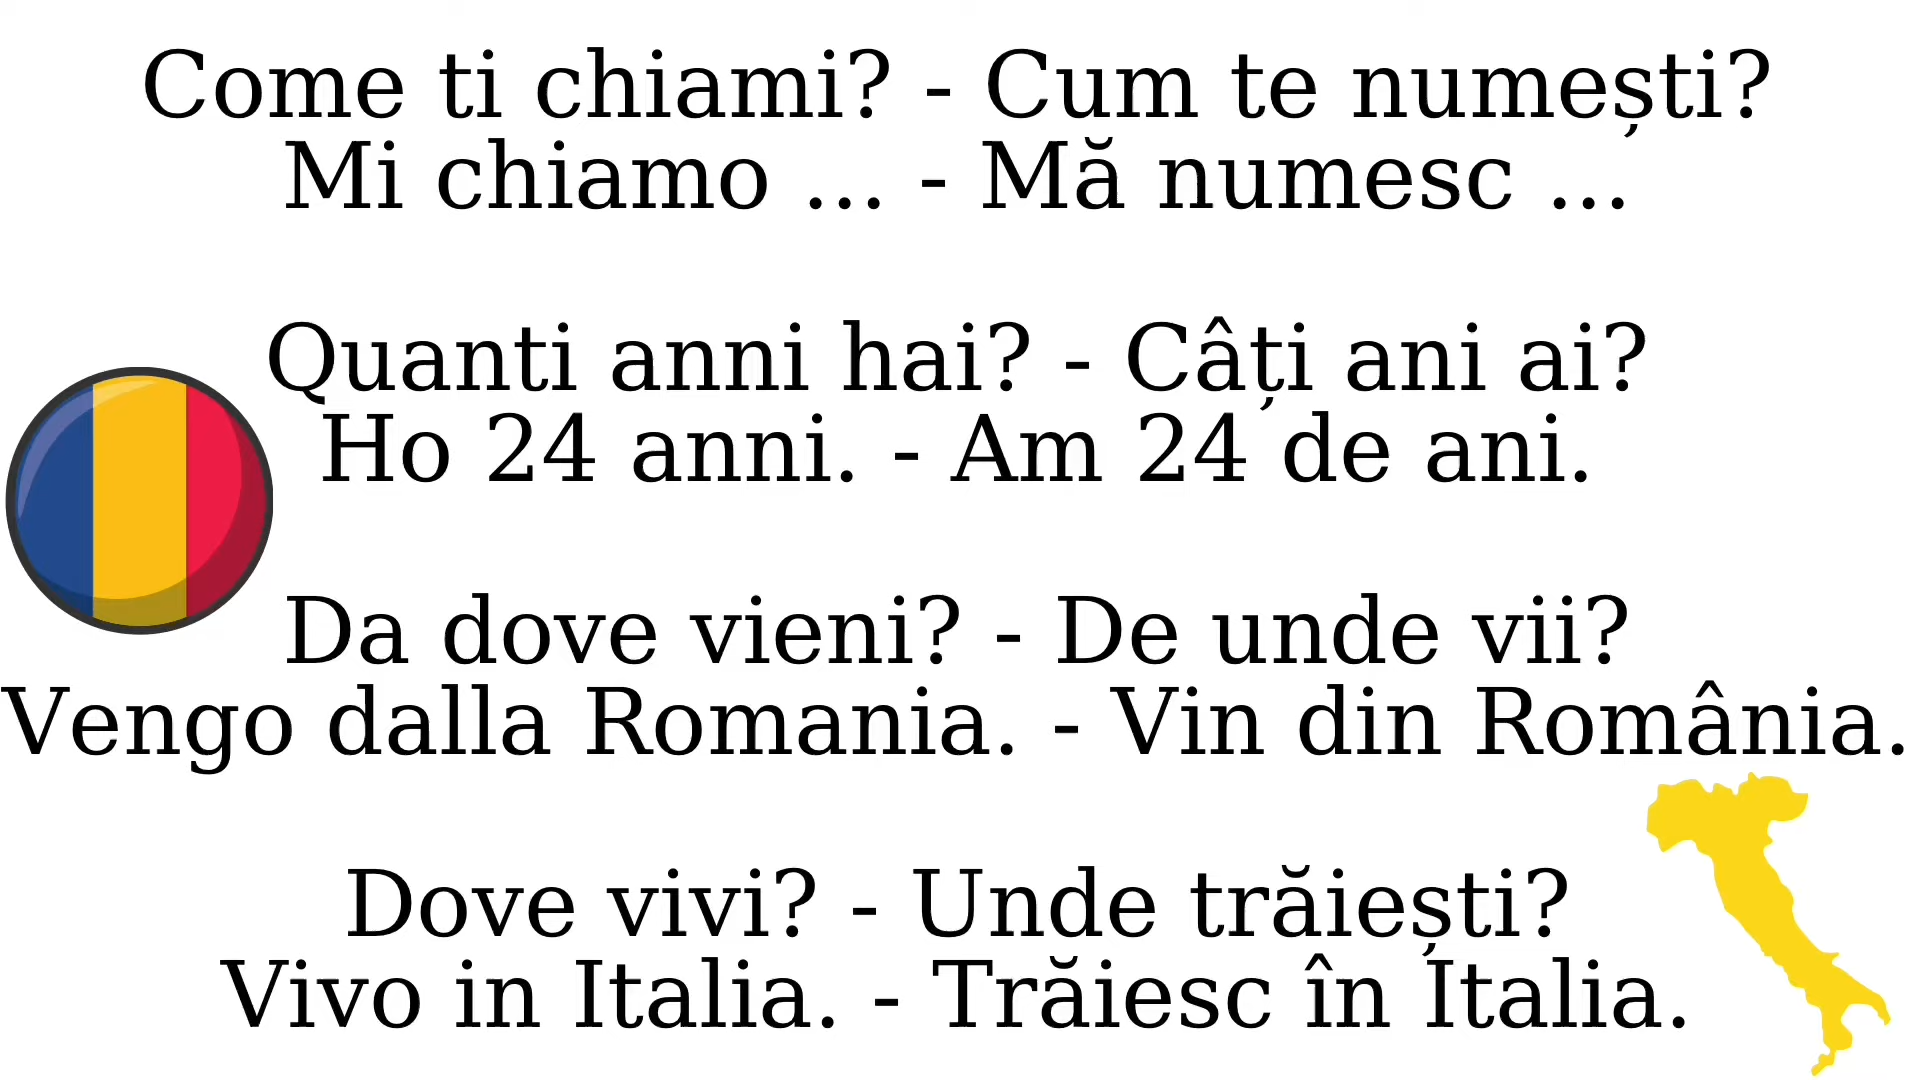 Come ti chiami? - Cum te numești?
Mi chiamo ... - Mă numesc ...
Quanti anni hai? - Câți ani ai?
Ho 24 anni. - Am 24 de ani.
Da dove vieni? - De unde vii?
Vengo dalla Romania. - Vin din România.
Dove vivi? - Unde trăiești?
Vivo in Italia. - Trăiesc în Italia.